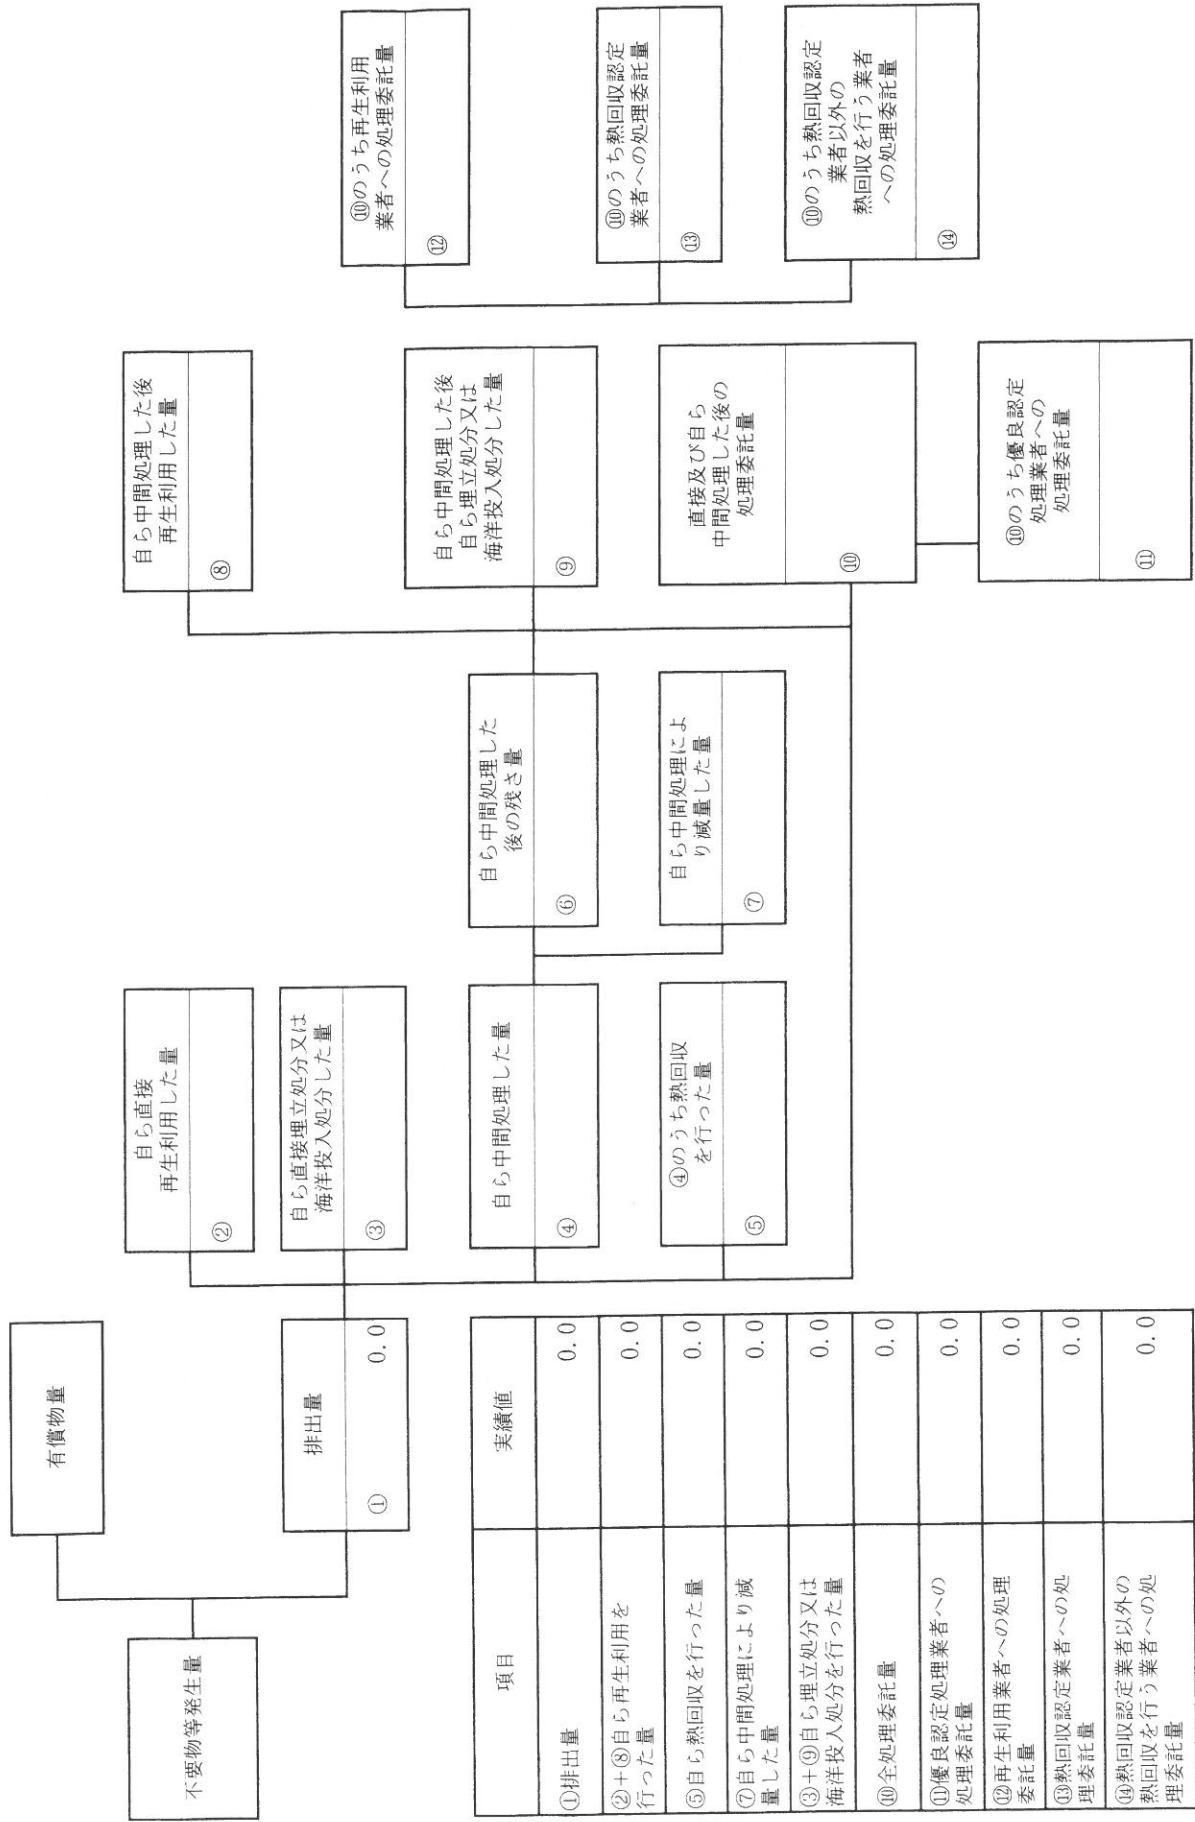 不要物等発生量
有償物量
排出量
①
0.0
自ら直接
再生利用した量
②
自ら直接埋立処分又は
海洋投入処分した量
③
自ら中間処理した量
④
④のうち熱回収
を行った量
⑤
自ら中間処理した
後の残さ量
⑥
自ら中間処理によ
り減量した量
⑦
自ら中間処理した後
再生利用した量
⑧
自ら中間処理した後
自ら埋立処分又は
海洋投入処分した量
⑨
直接及び自ら
中間処理した後の
処理委託量
⑩
⑩のうち優良認定
処理業者への
処理委託量
⑪
⑩のうち再生利用
業者への処理委託量
⑫
⑩のうち熱回収認定
業者への処理委託量
⑬
⑩のうち熱回収認定
業者以外の
熱回収を行う業者
への処理委託量
⑭
項目 実績値
①排出量 0.0
②+⑧自ら再生利用を
行った量 0.0
⑤自ら熱回収を行った量 0.0
⑦自ら中間処理により減
量した量 0.0
③+⑨自ら埋立処分又は
海洋投入処分を行った量 0.0
⑩全処理委託量 0.0
⑪優良認定処理業者への
処理委託量 0.0
⑫再生利用業者への処理
委託量 0.0
⑬熱回収認定業者への処
理委託量 0.0
⑭熱回収認定業者以外の
熱回収を行う業者への処
理委託量 0.0